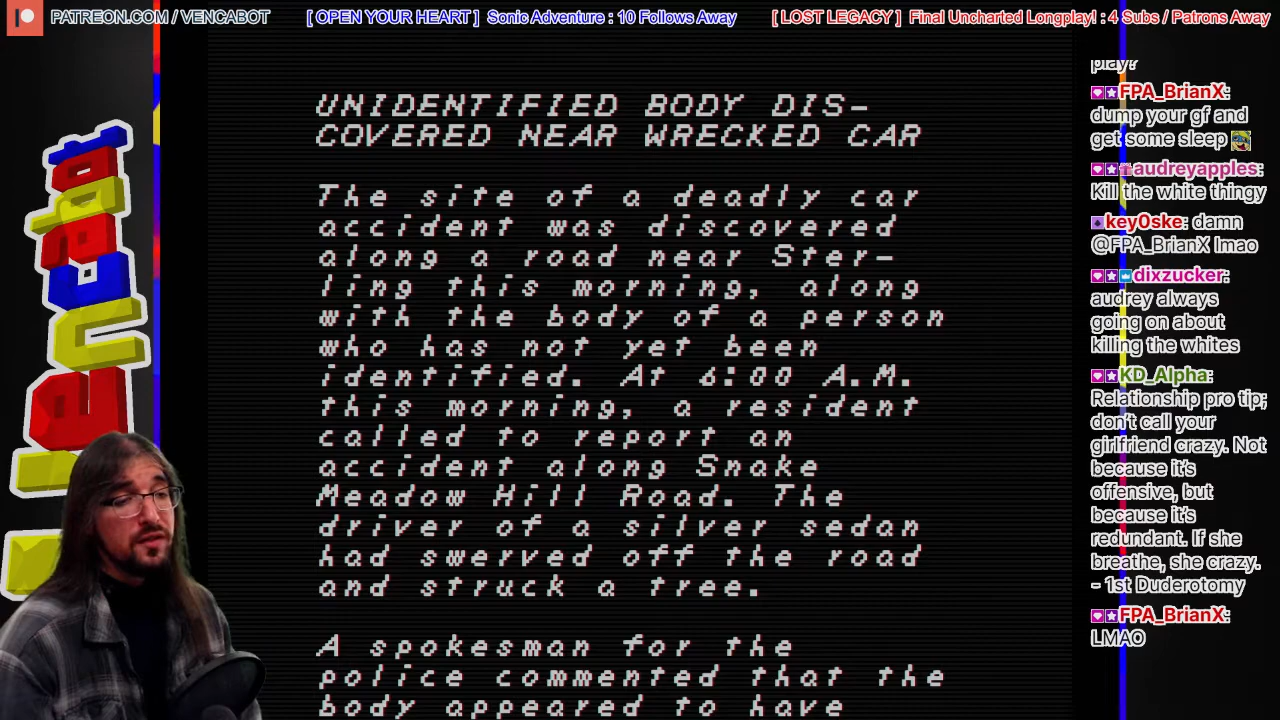 PATREON.COM / VENCABOT
[ OPEN YOUR HEART ] Sonic Adventure : 10 Follows Away
[ LOST LEGACY ] Final Uncharted Longplay! : 4 Subs / Patrons Away
UNIDENTIFIED BODY DIS-
COVERED NEAR WRECKED CAR
The site of a deadly car
accident was discovered
along a road near Ster-
ling this morning, along
with the body of a person
who has not yet been
identified. At 6:00 A.M.
this morning, a resident
called to report an
accident along Snake
Meadow Hill Road. The
driver of a silver sedan
had swerved off the road
and struck a tree.
A spokesman for the
police commented that the
body appeared to have
play?
FPA_BrianX:
dump your gf and
get some sleep
audreyapples:
Kill the white thingy
key0ske: damn
@FPA_BrianX lmao
dixzucker:
audrey always
going on about
killing the whites
KD_Alpha:
Relationship pro tip;
don't call your
girlfriend crazy. Not
because it's
offensive, but
because it's
redundant. If she
breathe, she crazy.
- 1st Duderotomy
FPA_BrianX:
LMAO